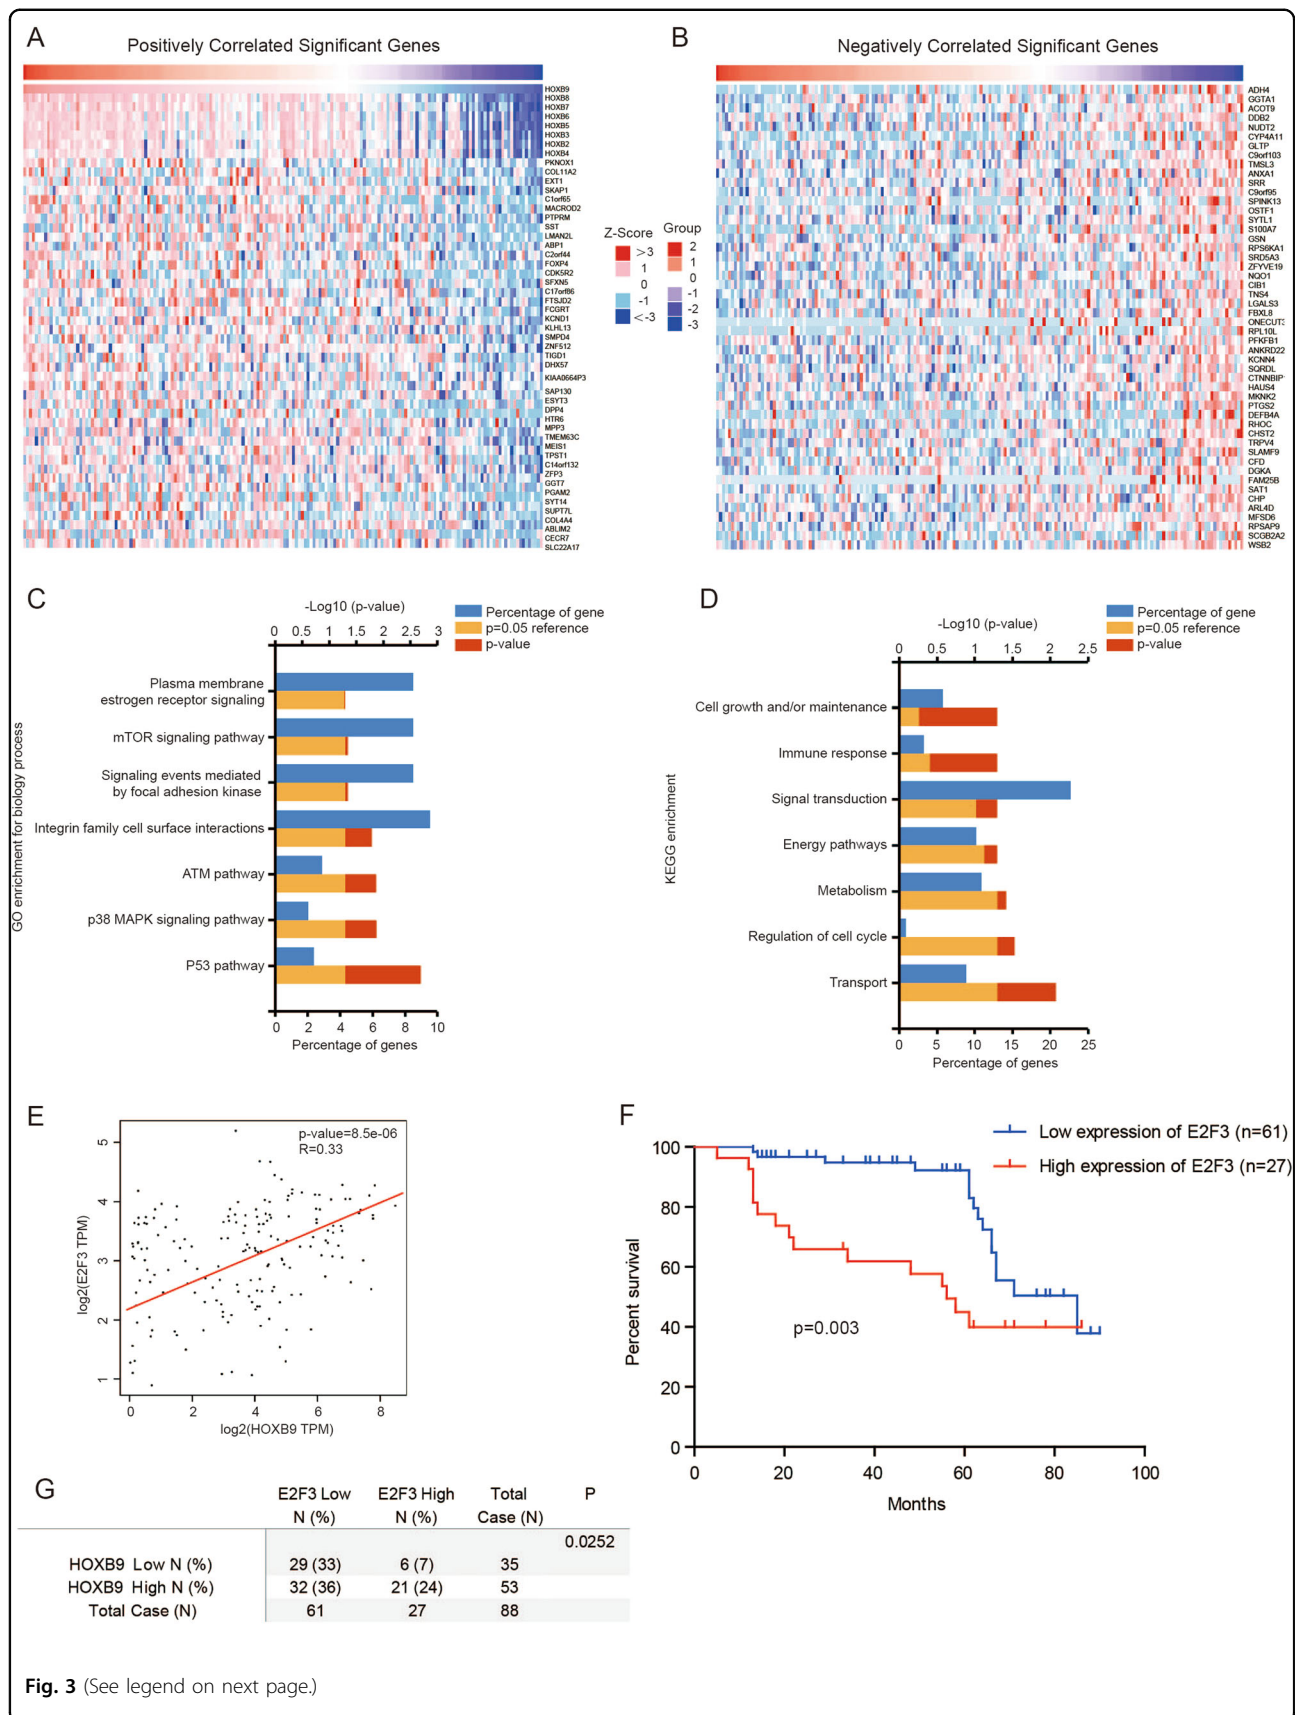 A
Positively Correlated Significant Genes
HOXB9
HOXB8
HOXB7
HOXB6
HOXB5
HOXB3
HOXB2
HOXB4
PKNOX1
COL11A2
EXT1
SKAP1
C1orf65
MACROD2
PTPRM
SST
LMAN2L
ABP1
C2orf44
FOXP4
CDK5R2
SFXN5
C17orf86
FTSJD2
FCGRT
KCND1
KLHL13
SMPD4
ZNF512
TIGD1
DHX57
KIAA0664P3
SAP130
ESYT3
DPP4
HTR6
MPP3
TMEM63C
MEIS1
TPST1
C14orf132
ZFP3
GGT7
PGAM2
SYT14
SUPT7L
COL4A4
ABLIM2
CECR7
SLC22A17
Z-Score
>3
1
0
-1
<-3
Group
2
1
0
-1
-2
-3
B
Negatively Correlated Significant Genes
ADH4
GGTA1
ACOT9
DDB2
NUDT2
CYP4A11
GLTP
C9orf103
TMSL3
ANXA1
SRR
C9orf95
SPINK13
OSTF1
SYTL1
S100A7
GSN
RPS6KA1
SRD5A3
ZFYVE19
NQO1
CIB1
TNS4
LGALS3
FBXL8
ONECUT3
RPL10L
PFKFB1
ANKRD22
KCNN4
SQRDL
CTNNBIP
HAUS4
MKNK2
PTGS2
DEFB4A
RHOC
CHST2
TRPV4
SLAMF9
CFD
DGKA
FAM25B
SAT1
CHP
ARL4D
MFSD6
RPSAP9
SCGB2A2
WSB2
C
-Log10 (p-value)
0 0.5 1 1.5 2 2.5 3
Percentage of gene
p=0.05 reference
p-value
GO enrichment for biology process
Plasma membrane
estrogen receptor signaling
mTOR signaling pathway
Signaling events mediated
by focal adhesion kinase
Integrin family cell surface interactions
ATM pathway
p38 MAPK signaling pathway
P53 pathway
0 2 4 6 8 10
Percentage of genes
D
-Log10 (p-value)
0 0.5 1 1.5 2 2.5
Percentage of gene
p=0.05 reference
p-value
KEGG enrichment
Cell growth and/or maintenance
Immune response
Signal transduction
Energy pathways
Metabolism
Regulation of cell cycle
Transport
0 5 10 15 20 25
Percentage of genes
E
p-value=8.5e-06
R=0.33
log2(E2F3 TPM)
5
4
3
2
1
0 2 4 6 8
log2(HOXB9 TPM)
F
Low expression of E2F3 (n=61)
High expression of E2F3 (n=27)
Percent survival
100
80
60
40
20
0
p=0.003
0 20 40 60 80 100
Months
G
E2F3 Low E2F3 High Total P
N (%) N (%) Case (N)
0.0252
HOXB9 Low N (%) 29 (33) 6 (7) 35
HOXB9 High N (%) 32 (36) 21 (24) 53
Total Case (N) 61 27 88
Fig. 3 (See legend on next page.)